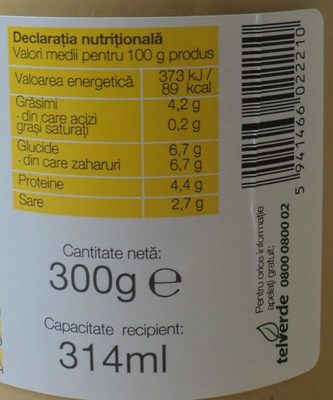 Declarația nutrițională
Valori medii pentru 100 g produs
Valoarea energetică 373 kJ /
89 kcal
Grăsimi 4,2 g
- din care acizi
grași saturați 0,2 g
Glucide 6,7 g
- din care zaharuri 6,7 g
Proteine 4,4 g
Sare 2,7 g
Cantitate netă:
300g ℮
Capacitate recipient:
314ml
5 941466 022210
Pentru orice informație
apelați gratuit:
telverde 0800 0800 02